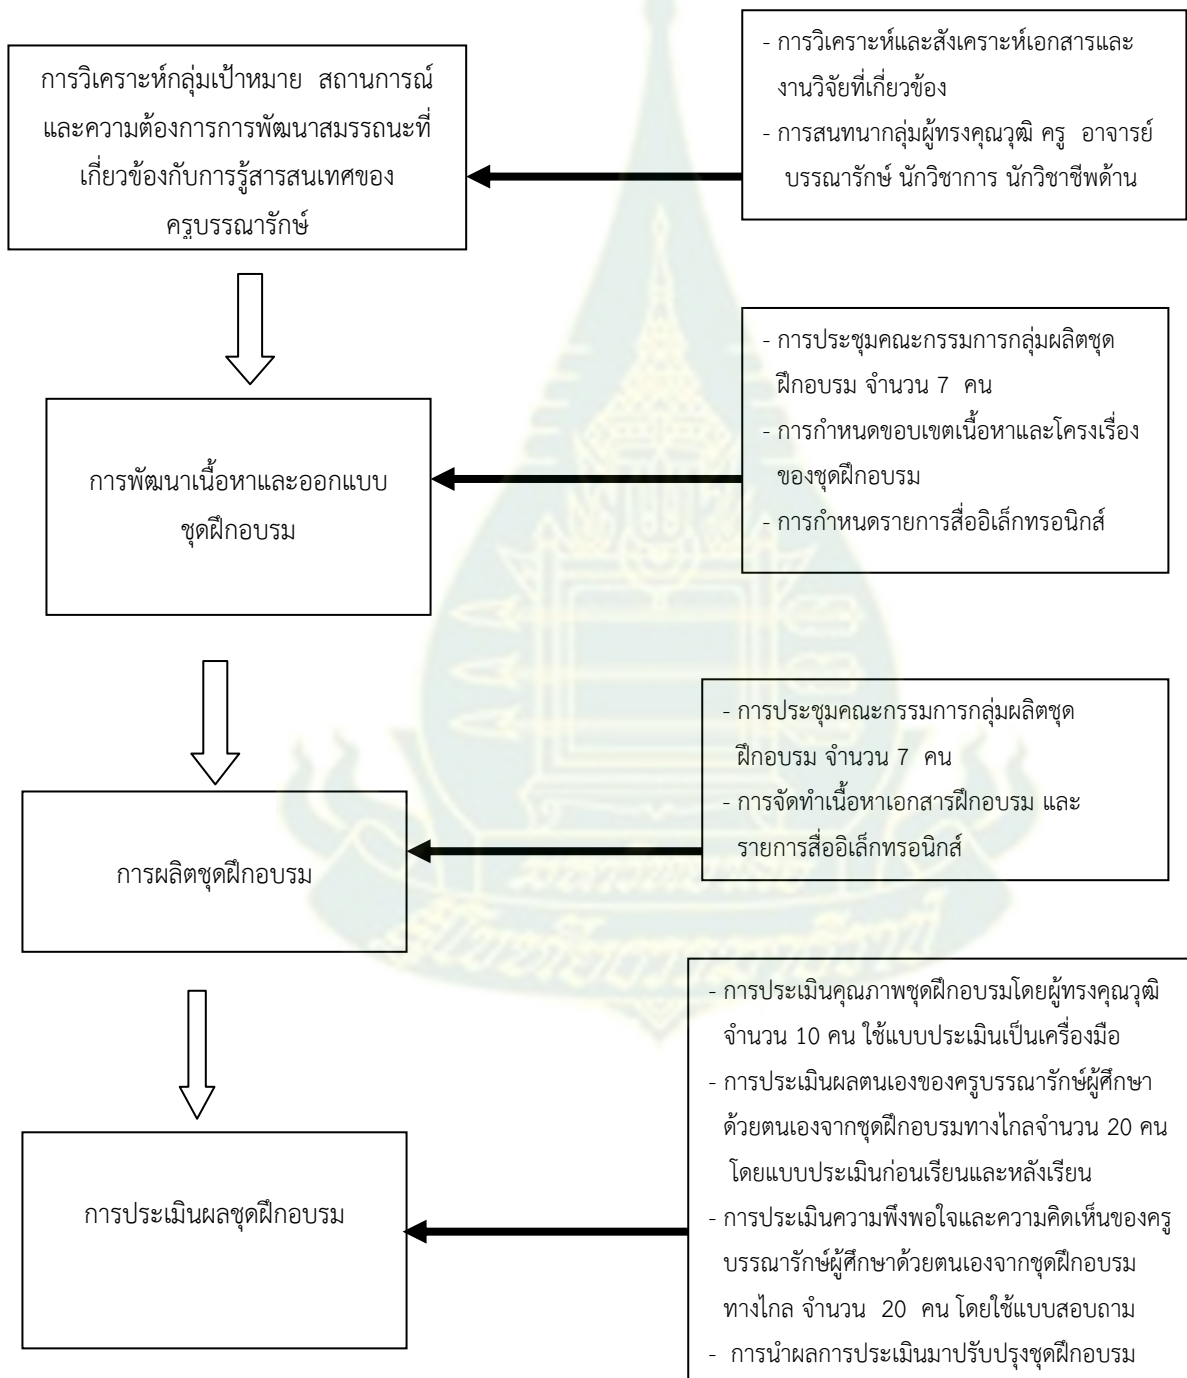 การวิเคราะห์กลุ่มเป้าหมาย สถานการณ์
และความต้องการการพัฒนาสมรรถนะที่
เกี่ยวข้องกับการรู้สารสนเทศของ
ครูบรรณารักษ์
- การวิเคราะห์และสังเคราะห์เอกสารและ
งานวิจัยที่เกี่ยวข้อง
- การสนทนากลุ่มผู้ทรงคุณวุฒิ ครู อาจารย์
บรรณารักษ์ นักวิชาการ นักวิชาชีพด้าน
การพัฒนาเนื้อหาและออกแบบ
ชุดฝึกอบรม
- การประชุมคณะกรรมการกลุ่มผลิตชุด
ฝึกอบรม จำนวน 7 คน
- การกำหนดขอบเขตเนื้อหาและโครงเรื่อง
ของชุดฝึกอบรม
- การกำหนดรายการสื่ออิเล็กทรอนิกส์
การผลิตชุดฝึกอบรม
- การประชุมคณะกรรมการกลุ่มผลิตชุด
ฝึกอบรม จำนวน 7 คน
- การจัดทำเนื้อหาเอกสารฝึกอบรม และ
รายการสื่ออิเล็กทรอนิกส์
การประเมินผลชุดฝึกอบรม
- การประเมินคุณภาพชุดฝึกอบรมโดยผู้ทรงคุณวุฒิ
จำนวน 10 คน ใช้แบบประเมินเป็นเครื่องมือ
- การประเมินผลตนเองของครูบรรณารักษ์ผู้ศึกษา
ด้วยตนเองจากชุดฝึกอบรมทางไกลจำนวน 20 คน
โดยแบบประเมินก่อนเรียนและหลังเรียน
- การประเมินความพึงพอใจและความคิดเห็นของครู
บรรณารักษ์ผู้ศึกษาด้วยตนเองจากชุดฝึกอบรม
ทางไกล จำนวน 20 คน โดยใช้แบบสอบถาม
- การนำผลการประเมินมาปรับปรุงชุดฝึกอบรม